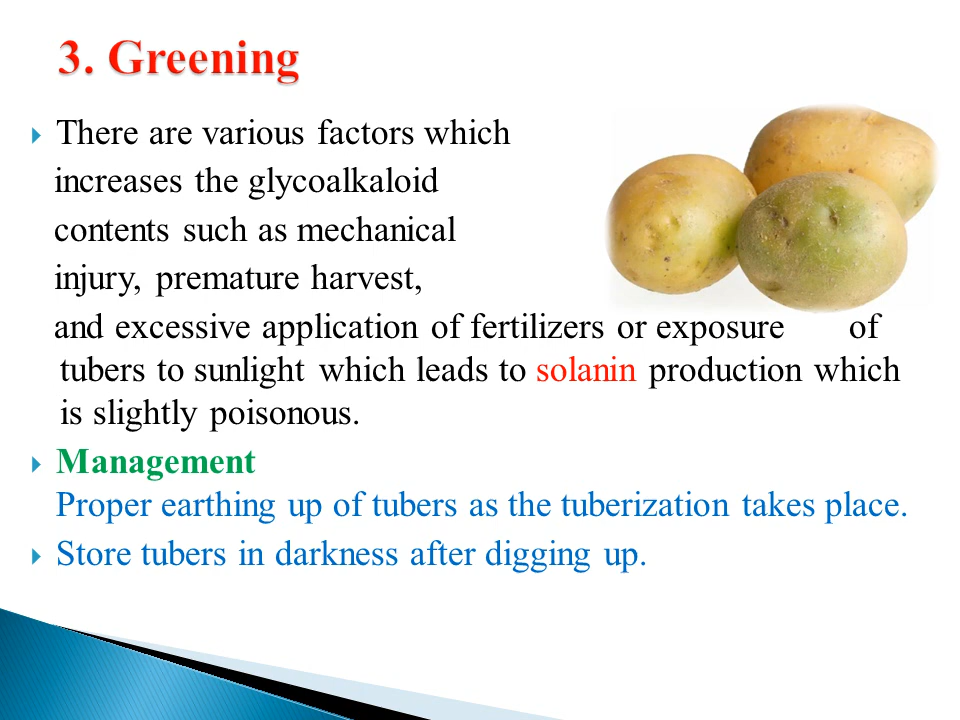 3. Greening
There are various factors which
increases the glycoalkaloid
contents such as mechanical
injury, premature harvest,
and excessive application of fertilizers or exposure of
tubers to sunlight which leads to solanin production which
is slightly poisonous.
Management
Proper earthing up of tubers as the tuberization takes place.
Store tubers in darkness after digging up.